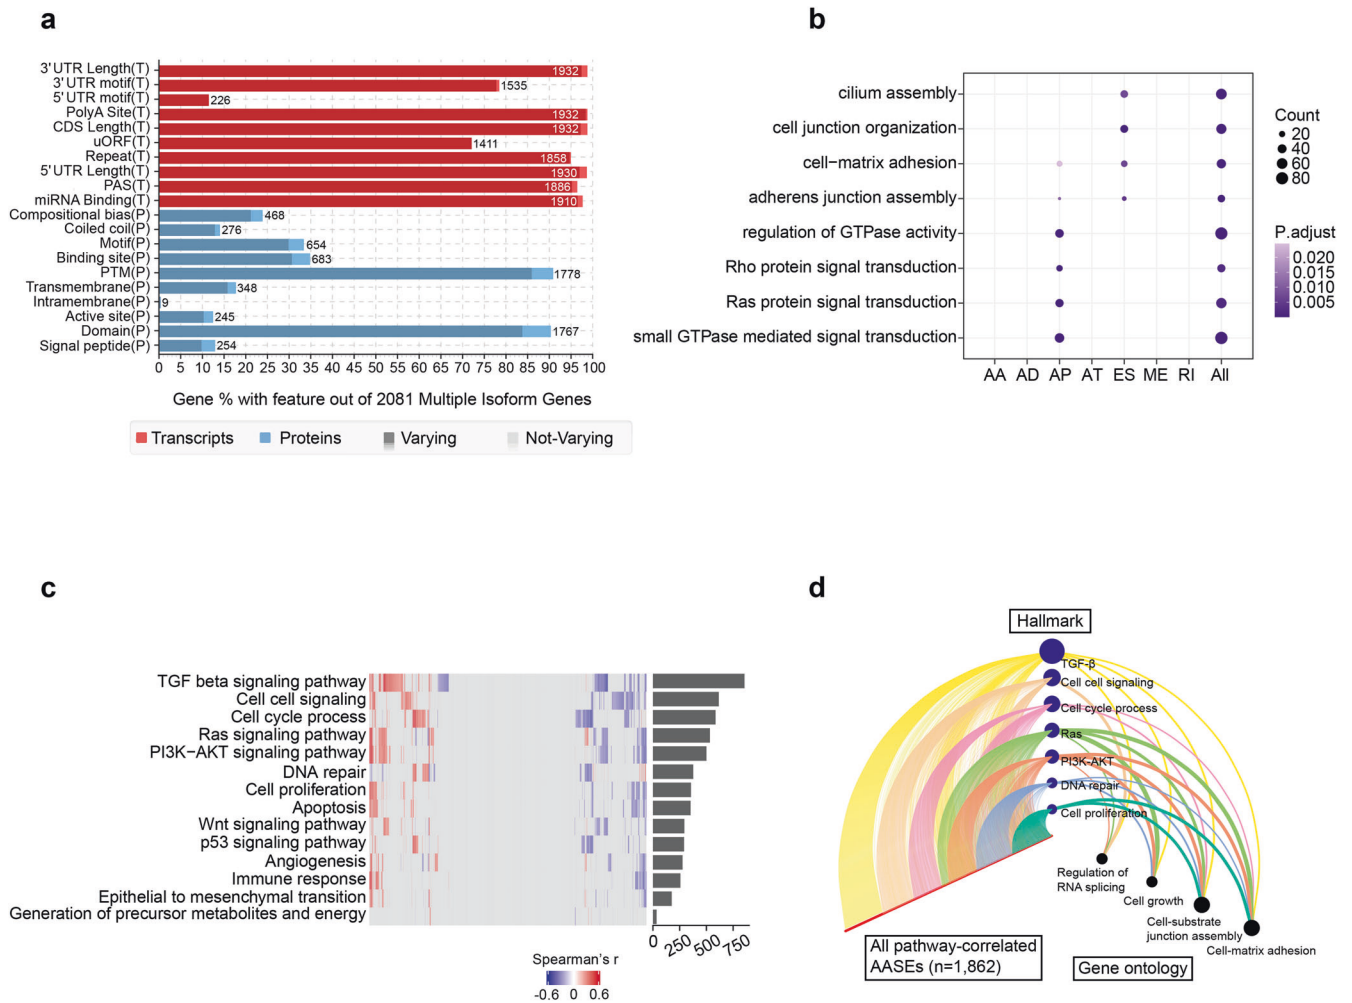 a
3'UTR Length(T)
3'UTR motif(T)
5'UTR motif(T)
PolyA Site(T)
CDS Length(T)
uORF(T)
Repeat(T)
5'UTR Length(T)
PAS(T)
miRNA Binding(T)
Compositional bias(P)
Coiled coil(P)
Motif(P)
Binding site(P)
PTM(P)
Transmembrane(P)
Intramembrane(P)
Active site(P)
Domain(P)
Signal peptide(P)
1932
1535
226
1932
1932
1411
1858
1930
1886
1910
468
276
654
683
1778
348
9
245
1767
254
0 5 10 15 20 25 30 35 40 45 50 55 60 65 70 75 80 85 90 95 100
Gene % with feature out of 2081 Multiple Isoform Genes
Transcripts Proteins Varying Not-Varying
b
cilium assembly
cell junction organization
cell−matrix adhesion
adherens junction assembly
regulation of GTPase activity
Rho protein signal transduction
Ras protein signal transduction
small GTPase mediated signal transduction
AA AD AP AT ES ME RI All
Count
20
40
60
80
P.adjust
0.020
0.015
0.010
0.005
c
TGF beta signaling pathway
Cell cell signaling
Cell cycle process
Ras signaling pathway
PI3K−AKT signaling pathway
DNA repair
Cell proliferation
Apoptosis
Wnt signaling pathway
p53 signaling pathway
Angiogenesis
Immune response
Epithelial to mesenchymal transition
Generation of precursor metabolites and energy
0 250 500 750
Spearman's r
-0.6 0 0.6
d
Hallmark
TGF-β
Cell cell signaling
Cell cycle process
Ras
PI3K-AKT
DNA repair
Cell proliferation
Regulation of
RNA splicing
Cell growth
Cell-substrate
junction assembly
Cell-matrix adhesion
All pathway-correlated
AASEs (n=1,862)
Gene ontology